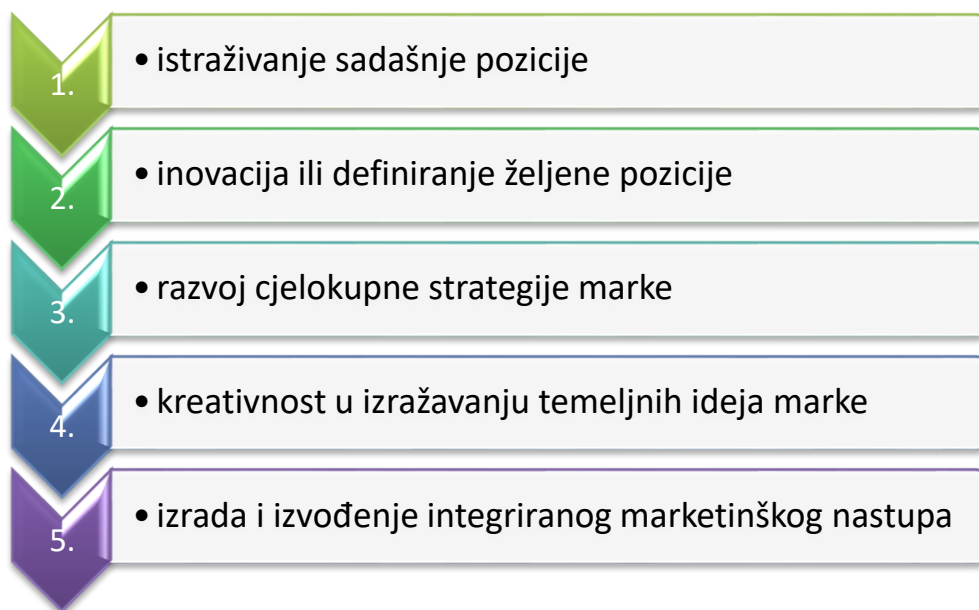 1. • istraživanje sadašnje pozicije
2. • inovacija ili definiranje željene pozicije
3. • razvoj cjelokupne strategije marke
4. • kreativnost u izražavanju temeljnih ideja marke
5. • izrada i izvođenje integriranog marketinškog nastupa